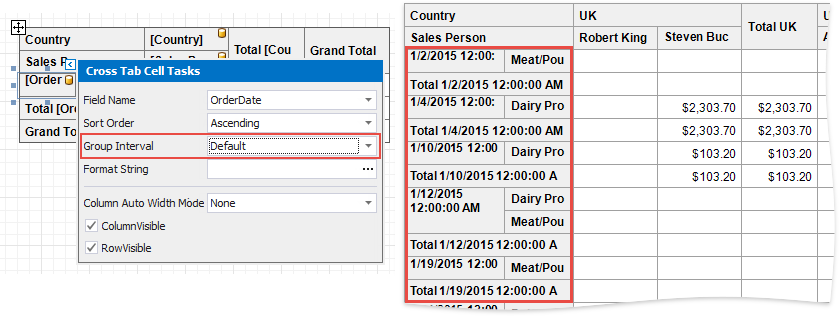 Country [Country] Total [Cou Grand Total
Sales P
[Order
Total [Or
Grand To
Cross Tab Cell Tasks
Field Name OrderDate
Sort Order Ascending
Group Interval Default
Format String ...
Column Auto Width Mode None
ColumnVisible
RowVisible
Country UK Total UK U
Sales Person Robert King Steven Buc A
1/2/2015 12:00: Meat/Pou
Total 1/2/2015 12:00:00 AM
1/4/2015 12:00: Dairy Pro $2,303.70 $2,303.70
Total 1/4/2015 12:00:00 AM $2,303.70 $2,303.70
1/10/2015 12:00 Dairy Pro $103.20 $103.20
Total 1/10/2015 12:00:00 A $103.20 $103.20
1/12/2015 Dairy Pro
12:00:00 AM
Meat/Pou
Total 1/12/2015 12:00:00 A
1/19/2015 12:00 Meat/Pou
Total 1/19/2015 12:00:00 A